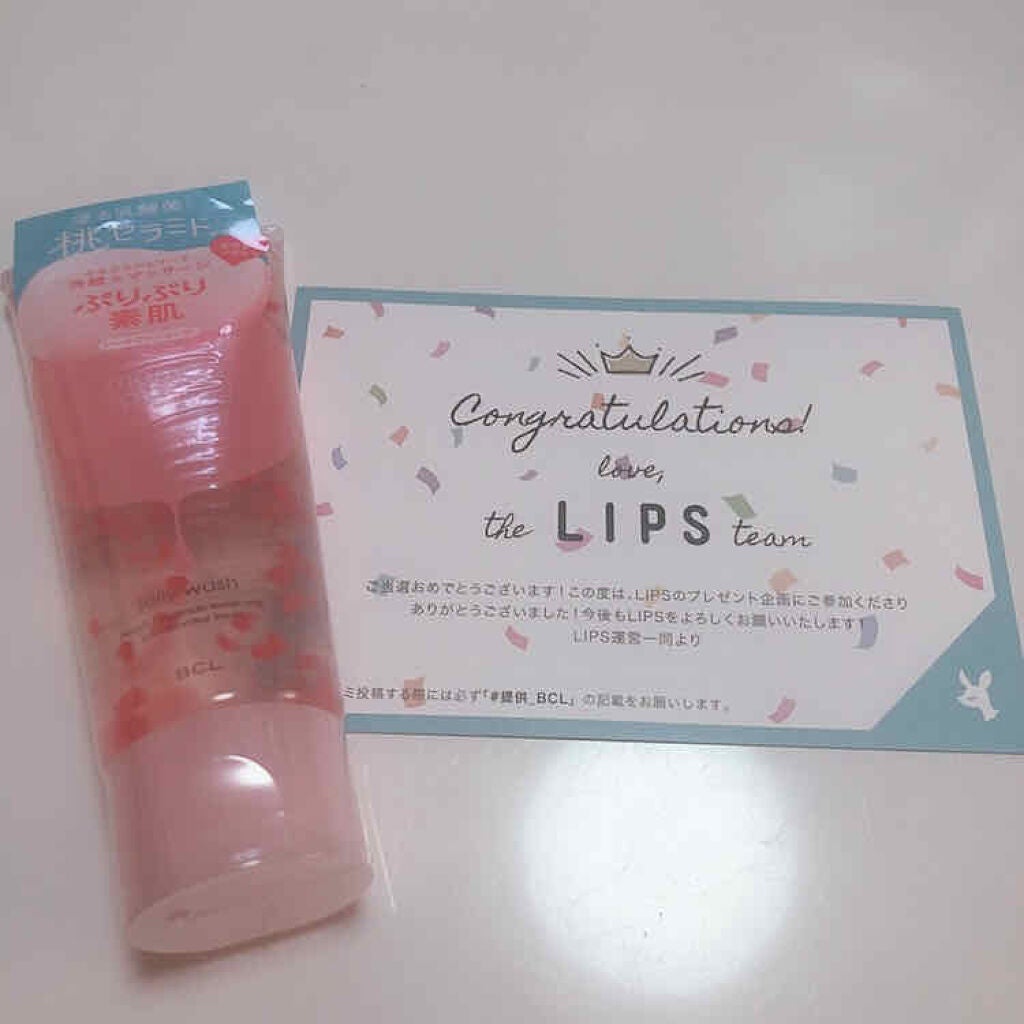 桃セラミド
ぷりぷり
素肌
jelly wash
BCL
Congratulations!
love,
the LIPS team
ご当選おめでとうございます！この度は、LIPSのプレゼント企画にご参加くださり
ありがとうございました！今後もLIPSをよろしくお願いいたします！
LIPS運営一同より
ミ投稿する際には必ず「#提供_BCL」の記載をお願いします。